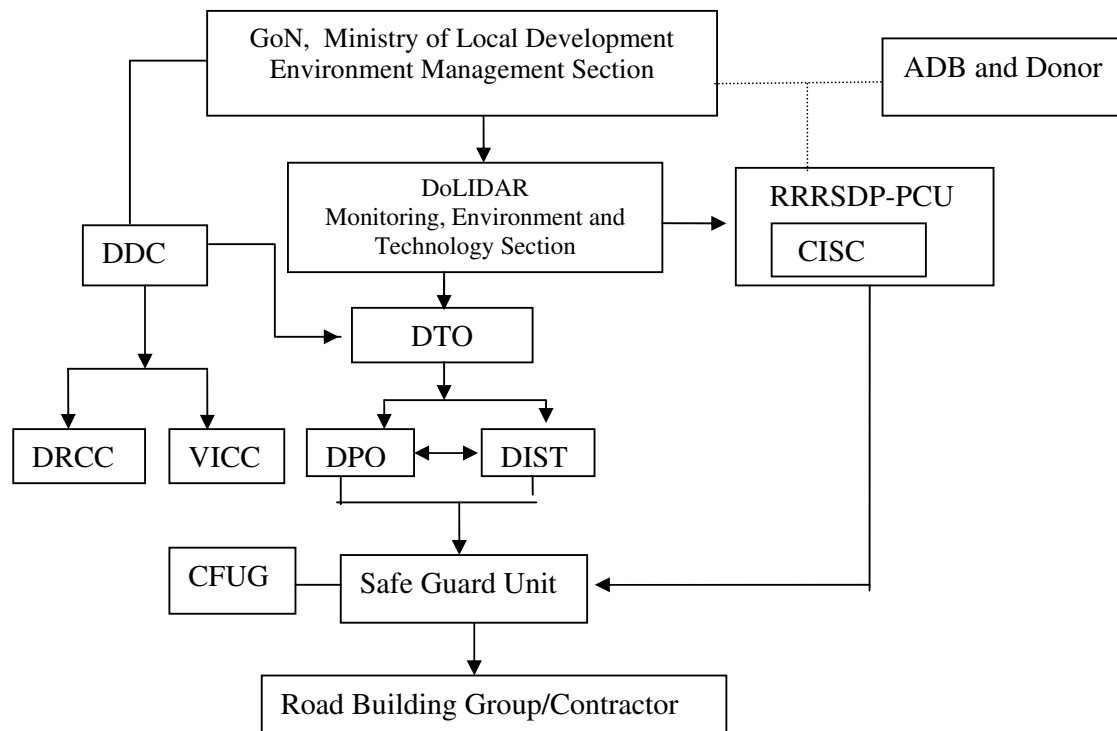 GoN, Ministry of Local Development
Environment Management Section
ADB and Donor
DoLIDAR
Monitoring, Environment and
Technology Section
RRRSDP-PCU
CISC
DDC
DTO
DRCC
VICC
DPO
DIST
CFUG
Safe Guard Unit
Road Building Group/Contractor